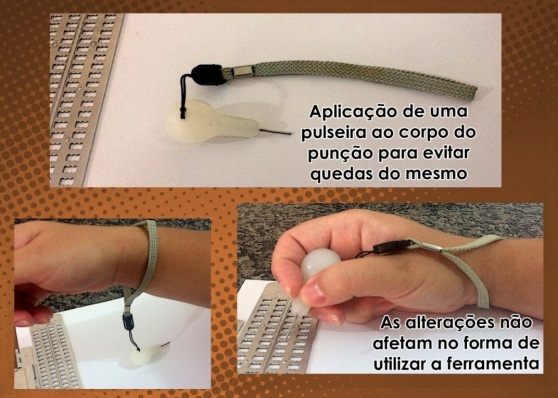 Aplicação de uma
pulseira ao corpo do
punção para evitar
quedas do mesmo
As alterações não
afetam no forma de
utilizar a ferramenta